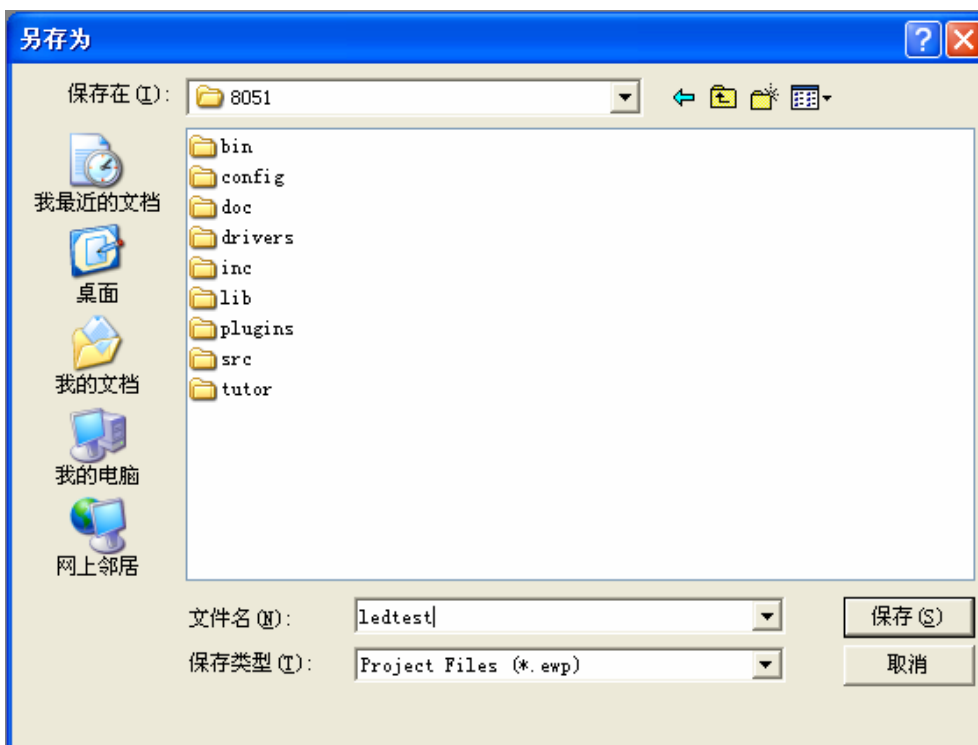 另存为
保存在(I):
8051
我最近的文档
桌面
我的文档
我的电脑
网上邻居
bin
config
doc
drivers
inc
lib
plugins
src
tutor
文件名(N):
ledtest
保存(S)
保存类型(T):
Project Files (*.ewp)
取消